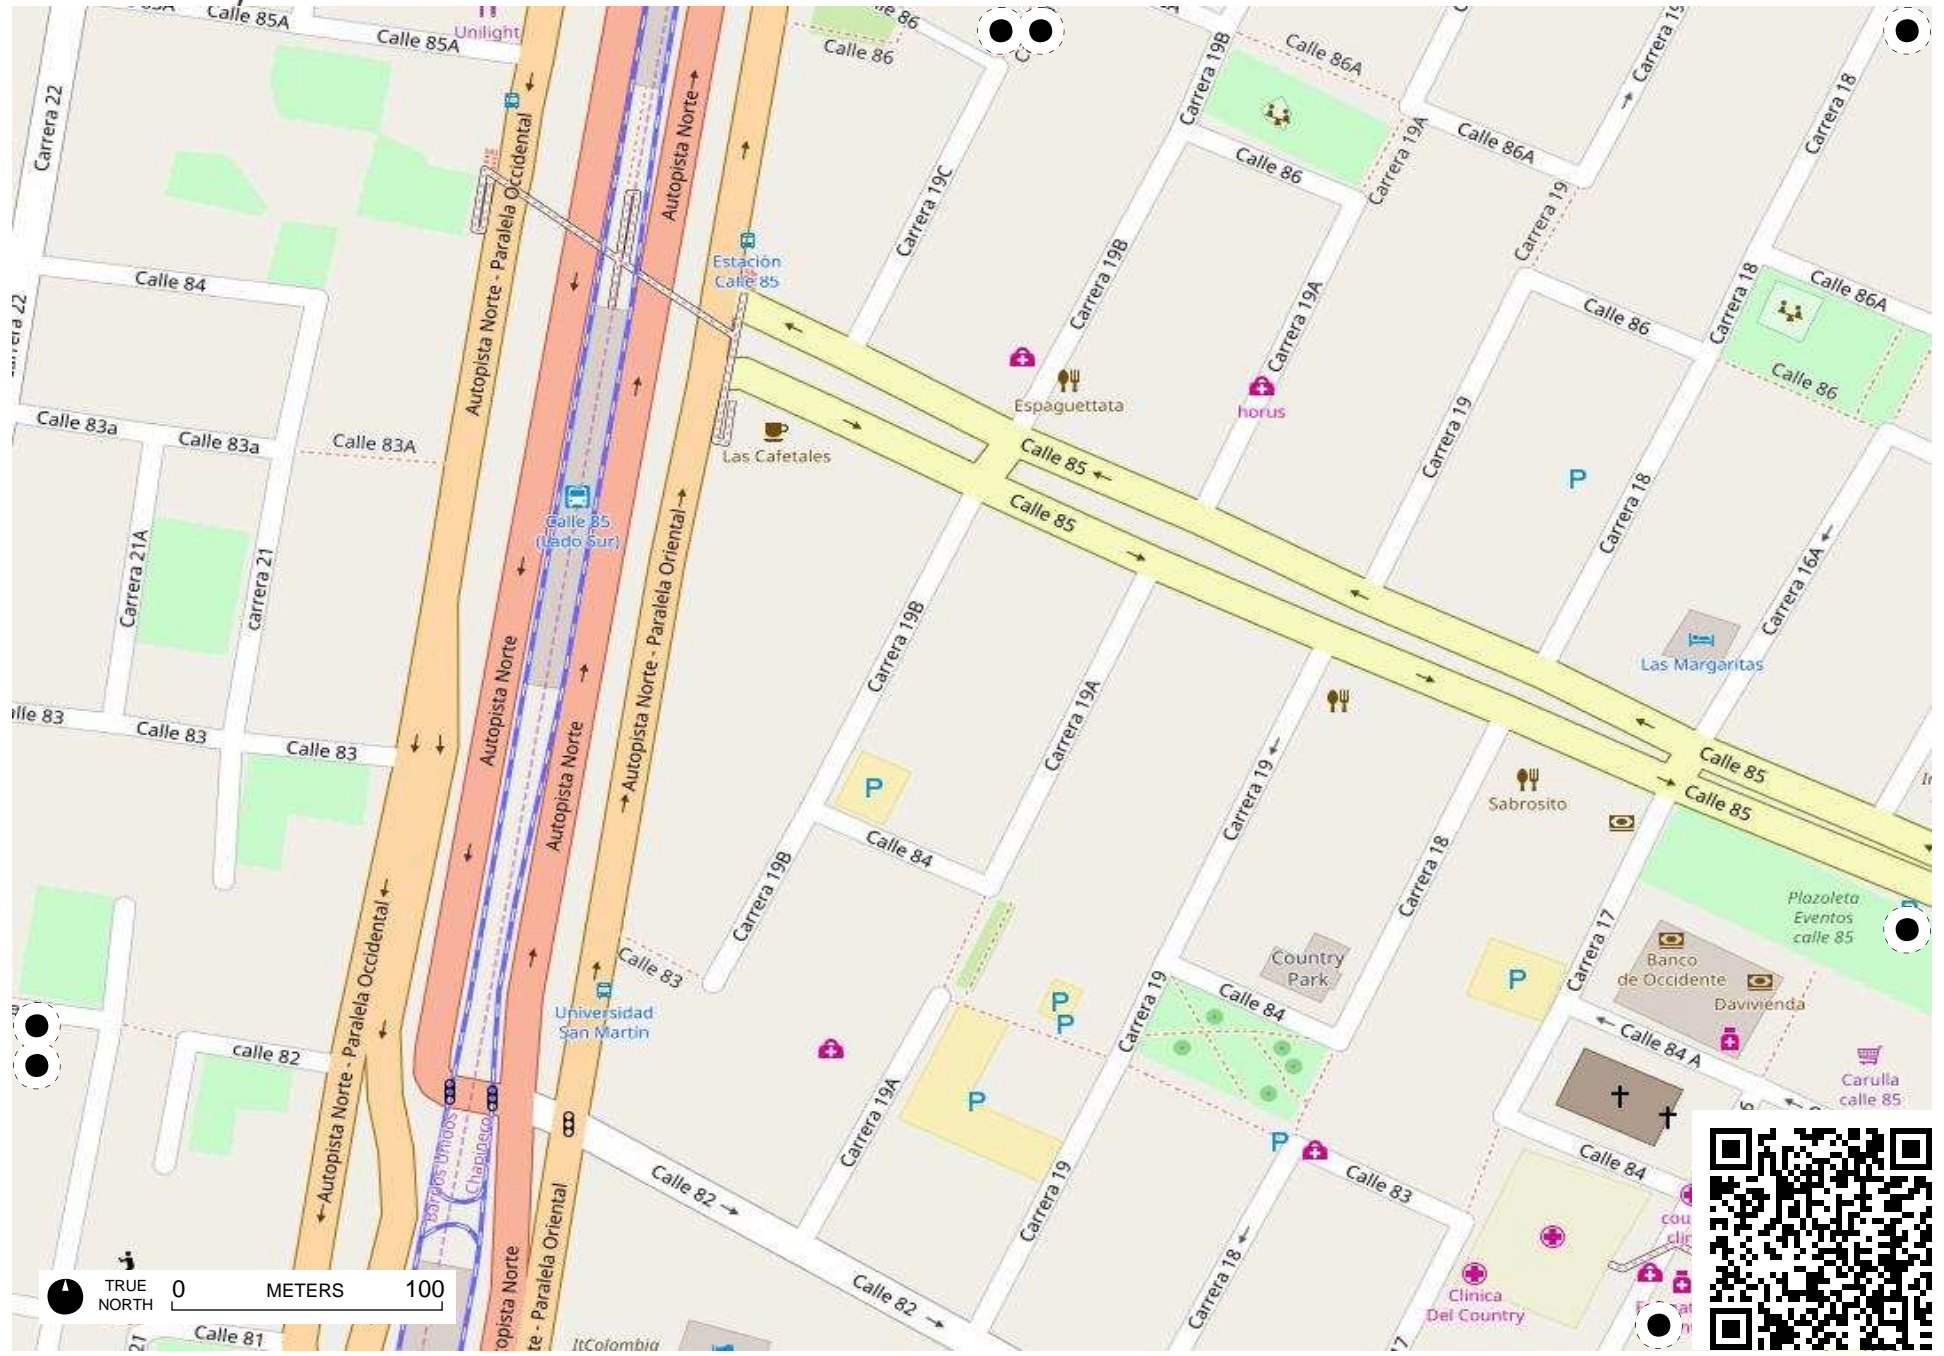 Calle 85A
Calle 85A
Unilight
Calle 86
Calle 86
Carrera 19B
Calle 86A
Carrera 18
Carrera 22
Autopista Norte - Paralela Occidental
Autopista Norte
Carrera 19C
Calle 86
Carrera 19A
Calle 86A
Carrera 19
Estación
Calle 85
Carrera 19B
Carrera 19A
Calle 86
Carrera 18
Calle 86A
Calle 86
Calle 84
Espaguettata
horus
Calle 83a
Calle 83a
Calle 83A
Las Cafetales
Calle 85
Calle 85
Carrera 19
P
Carrera 18
Calle 85
(Lado Sur)
Autopista Norte - Paralela Oriental
Carrera 21A
carrera 21
Carrera 16A
Las Margaritas
Carrera 19B
Carrera 19A
Autopista Norte
Autopista Norte
Calle 83
Calle 83
Carrera 19
Calle 85
Calle 85
Sabrosito
P
Calle 84
Carrera 19B
Carrera 18
Plazoleta
Eventos
calle 85
Carrera 17
Banco
de Occidente
Davivienda
Country
Park
P
Calle 83
Universidad
San Martin
Autopista Norte - Paralela Occidental
P
P
Carrera 19
Calle 84
Calle 84 A
calle 82
Carulla
calle 85
P
Carrera 19A
Barrios Unidos
Chapinero
P
Calle 83
Calle 84
Calle 82
Carrera 19
Carrera 18
Clinica
Del Country
Calle 82
TRUE
NORTH
0 METERS 100
Calle 81
ItColombia